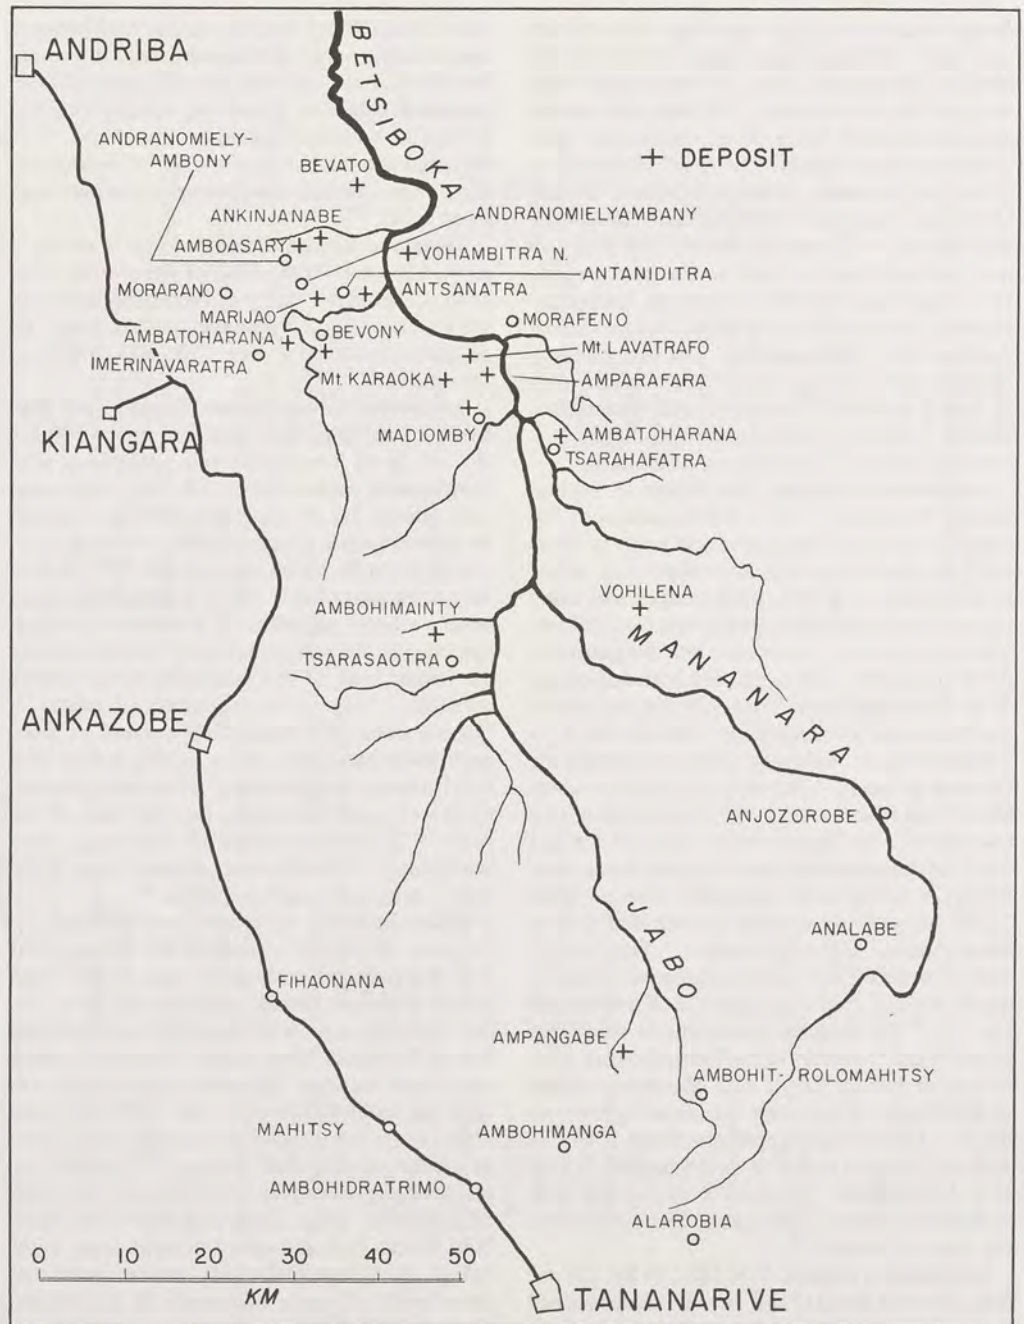 ANDRIBA
BETSIBOKA
ANDRANOMIELY-
AMBONY
BEVATO
+ DEPOSIT
ANKINJANABE
ANDRANOMIELYAMBANY
AMBOASARY
VOHAMBITRA N.
ANTANIDITRA
MORARANO
ANTSANATRA
MARIJAO
MORAFENO
AMBATOHARANA
BEVONY
Mt. LAVATRAFO
IMERINAVARATRA
Mt. KARAOKA
AMPARAFARA
KIANGARA
MADIOMBY
AMBATOHARANA
TSARAHAFATRA
VOHILENA
AMBOHIMAINTY
MANANARA
TSARASAOTRA
ANKAZOBE
ANJOZOROBE
JABO
ANALABE
FIHAONANA
AMPANGABE
AMBOHIT-ROLOMAHITSY
MAHITSY
AMBOHIMANGA
AMBOHIDRATRIMO
ALAROBIA
0 10 20 30 40 50
KM
TANANARIVE